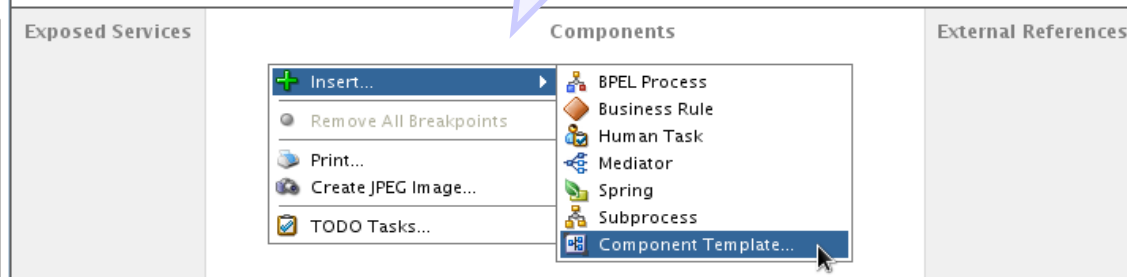 Exposed Services
Components
External References
Insert...
Remove All Breakpoints
Print...
Create JPEG Image...
TODO Tasks...
BPEL Process
Business Rule
Human Task
Mediator
Spring
Subprocess
Component Template...